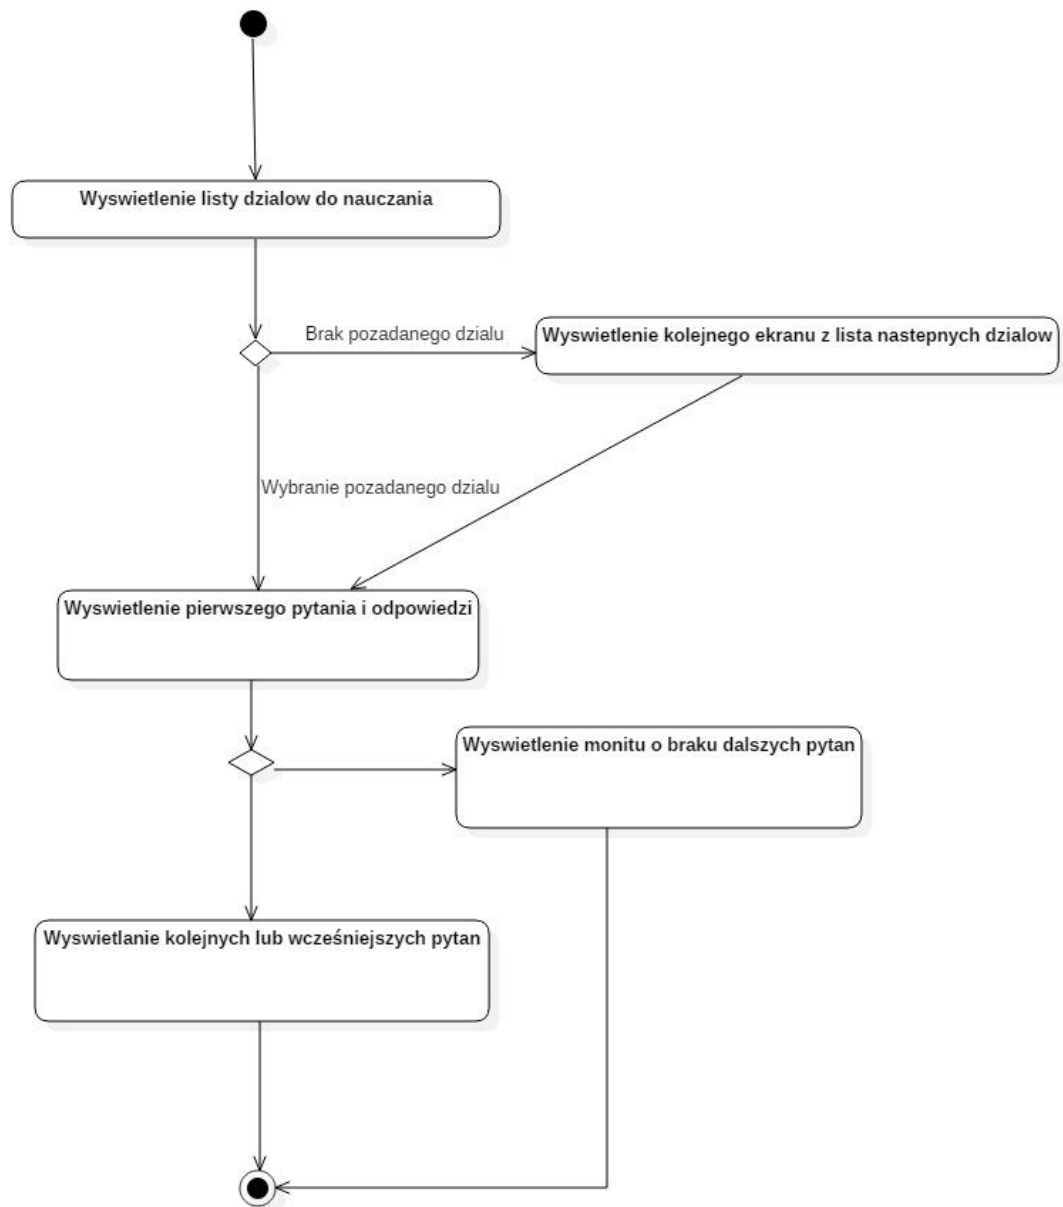 Wyswietlenie listy dzialow do nauczania
Brak pozadanego dzialu
Wyswietlenie kolejnego ekranu z lista nastepnych dzialow
Wybranie pozadanego dzialu
Wyswietlenie pierwszego pytania i odpowiedzi
Wyswietlenie monitu o braku dalszych pytan
Wyswietlanie kolejnych lub wcześniejszych pytan